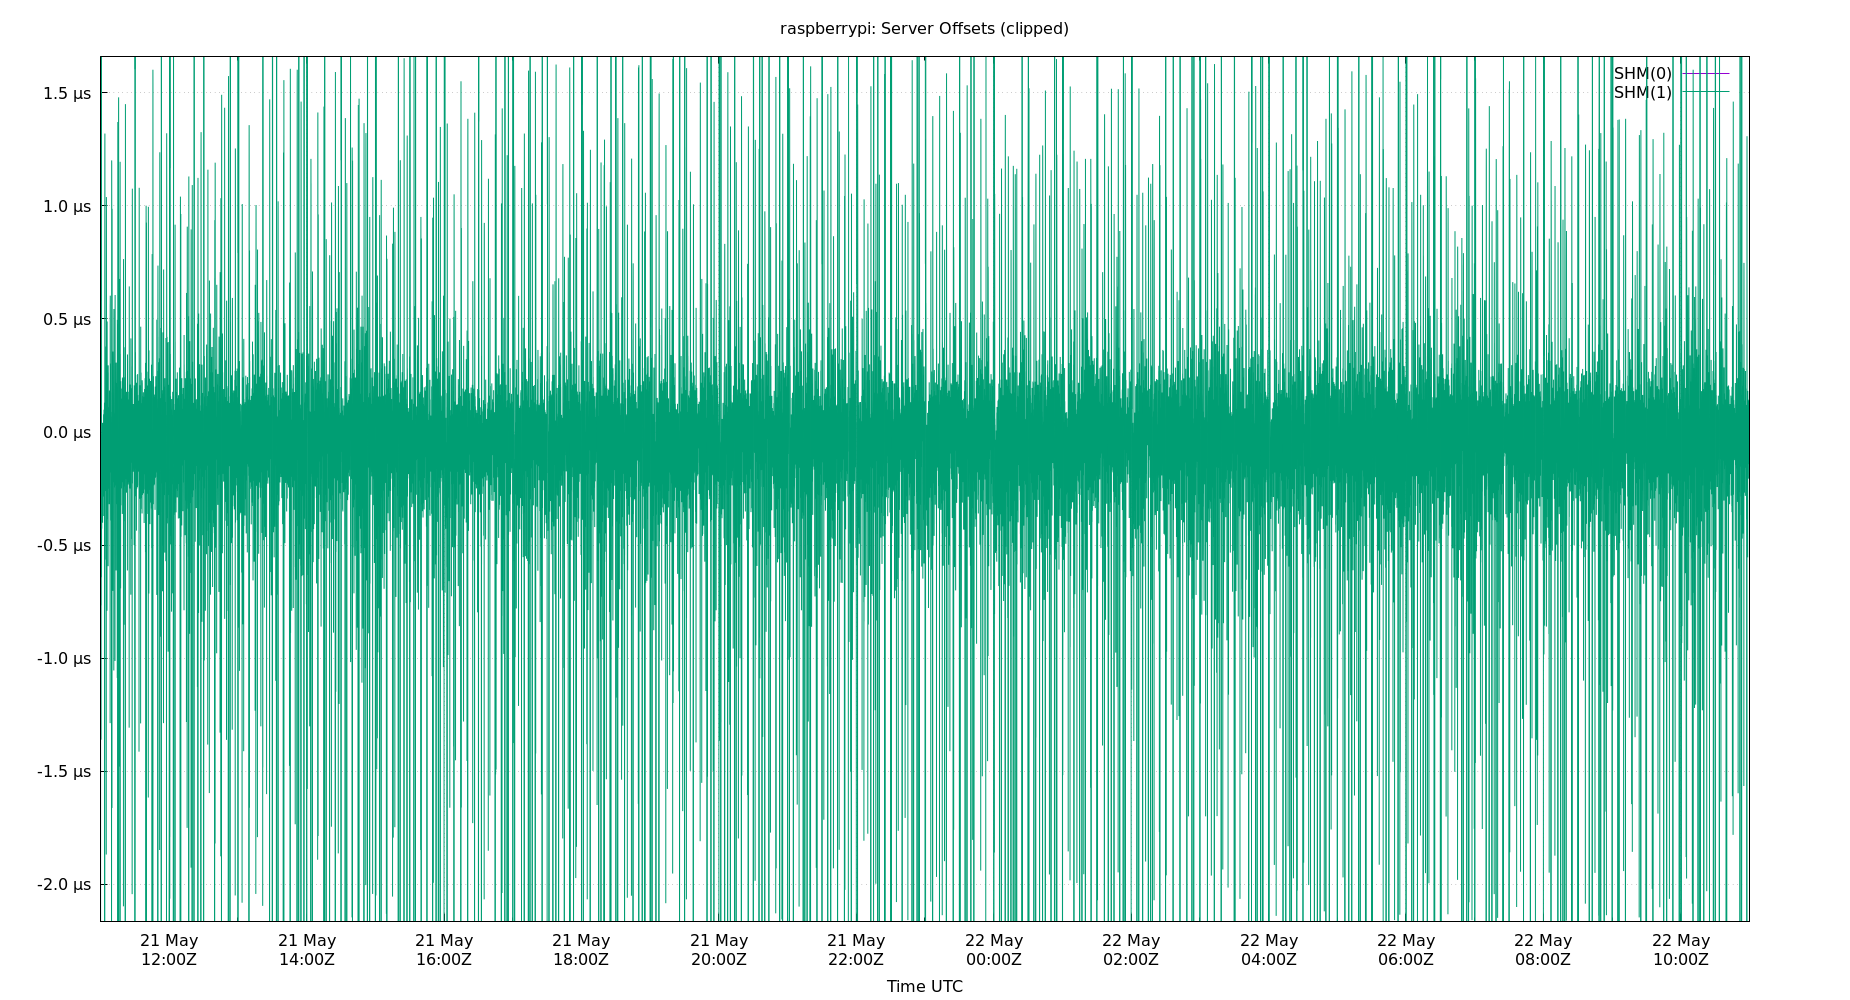 raspberrypi: Server Offsets (clipped)
SHM(0)
SHM(1)
1.5 µs
1.0 µs
0.5 µs
0.0 µs
-0.5 µs
-1.0 µs
-1.5 µs
-2.0 µs
21 May 21 May 21 May 21 May 21 May 21 May 22 May 22 May 22 May 22 May 22 May 22 May
12:00Z 14:00Z 16:00Z 18:00Z 20:00Z 22:00Z 00:00Z 02:00Z 04:00Z 06:00Z 08:00Z 10:00Z
Time UTC